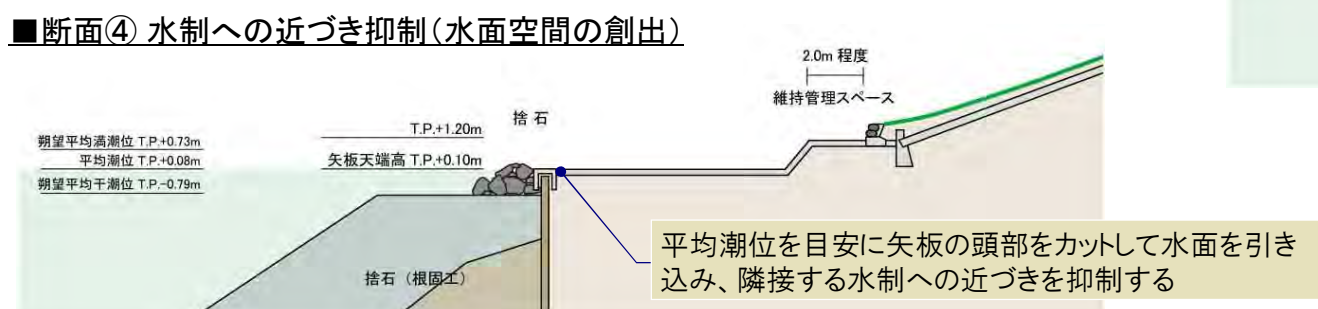 ■断面④ 水制への近づき抑制(水面空間の創出)
2.0m 程度
維持管理スペース
捨 石
T.P.+1.20m
矢板天端高 T.P.+0.10m
朔望平均満潮位 T.P.+0.73m
平均潮位 T.P.+0.08m
朔望平均干潮位 T.P.-0.79m
平均潮位を目安に矢板の頭部をカットして水面を引き
込み、隣接する水制への近づきを抑制する
捨石（根固工）